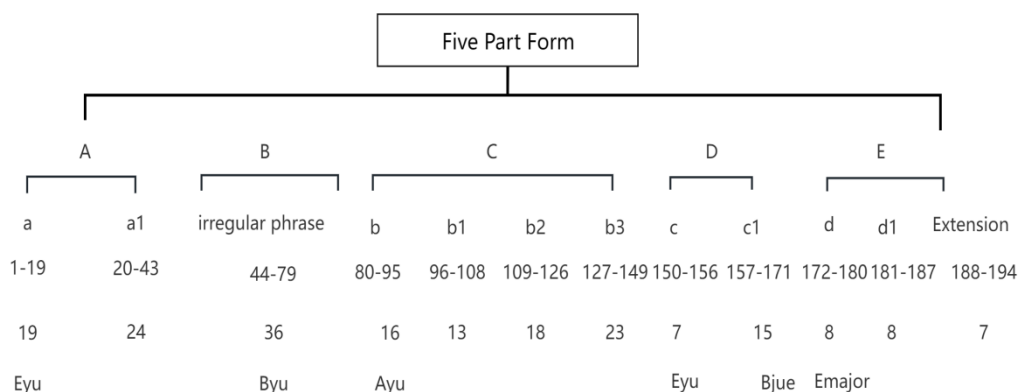 Five Part Form
A B C D E
a a1 irregular phrase b b1 b2 b3 c c1 d d1 Extension
1-19 20-43 44-79 80-95 96-108 109-126 127-149 150-156 157-171 172-180 181-187 188-194
19 24 36 16 13 18 23 7 15 8 8 7
Eyu Byu Ayu Eyu Bjue Emajor